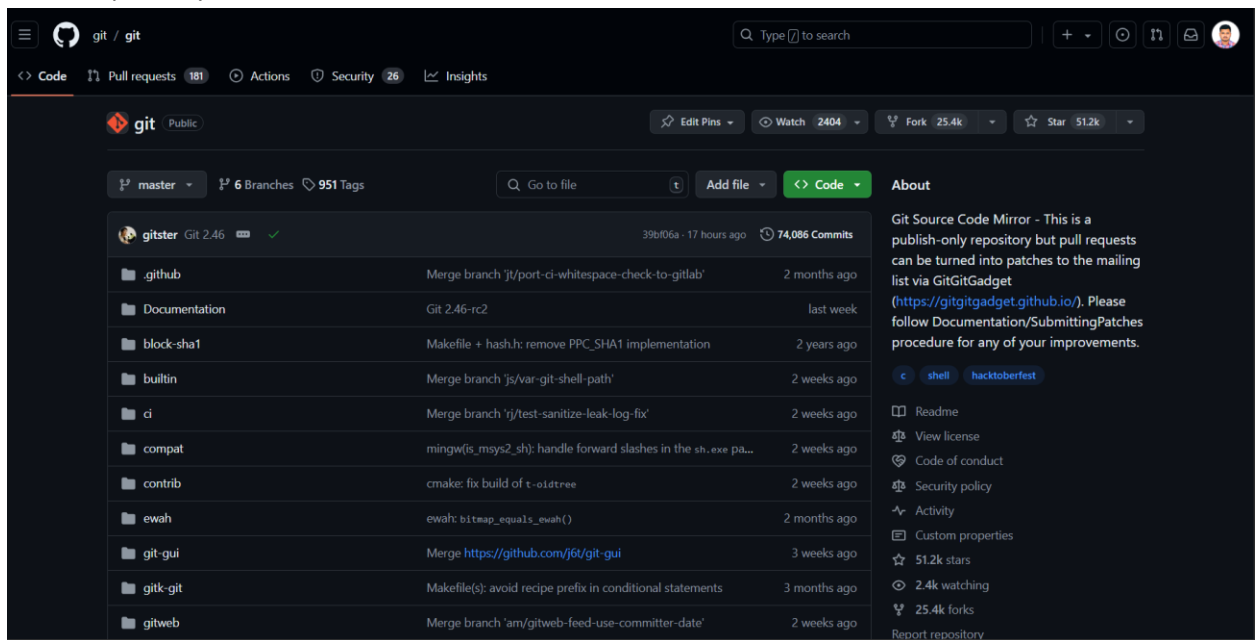 git / git
Type / to search
Code
Pull requests 181
Actions
Security 26
Insights
git Public
Edit Pins
Watch 2404
Fork 25.4k
Star 51.2k
master
6 Branches
951 Tags
Go to file
t
Add file
Code
gitster Git 2.46
39bf06a · 17 hours ago
74,086 Commits
.github Merge branch 'jt/port-ci-whitespace-check-to-gitlab' 2 months ago
Documentation Git 2.46-rc2 last week
block-sha1 Makefile + hash.h: remove PPC_SHA1 implementation 2 years ago
builtin Merge branch 'js/var-git-shell-path' 2 weeks ago
ci Merge branch 'rj/test-sanitize-leak-log-fix' 2 weeks ago
compat mingw(is_msys2_sh): handle forward slashes in the sh.exe pa... 2 weeks ago
contrib cmake: fix build of t-oidtree 2 weeks ago
ewah ewah: bitmap_equals_ewah() 2 months ago
git-gui Merge https://github.com/j6t/git-gui 3 weeks ago
gitk-git Makefile(s): avoid recipe prefix in conditional statements 3 months ago
gitweb Merge branch 'am/gitweb-feed-use-committer-date' 2 weeks ago
About
Git Source Code Mirror - This is a
publish-only repository but pull requests
can be turned into patches to the mailing
list via GitGitGadget
(https://gitgitgadget.github.io/). Please
follow Documentation/SubmittingPatches
procedure for any of your improvements.
c shell hacktoberfest
Readme
View license
Code of conduct
Security policy
Activity
Custom properties
51.2k stars
2.4k watching
25.4k forks
Report repository